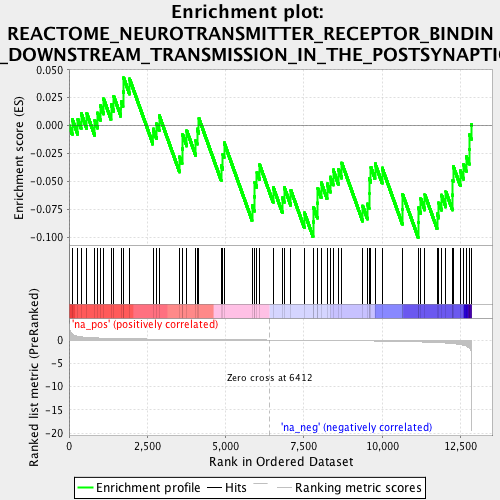 Enrichment plot:
REACTOME_NEUROTRANSMITTER_RECEPTOR_BINDIN
_DOWNSTREAM_TRANSMISSION_IN_THE_POSTSYNAPTI
Enrichment score (ES)
0.050
0.025
0.000
-0.025
-0.050
-0.075
-0.100
'na_pos' (positively correlated)
Ranked list metric (PreRanked)
0
-5
-10
-15
-20
Zero cross at 6412
'na_neg' (negatively correlated)
0
2,500
5,000
7,500
10,000
12,500
Rank in Ordered Dataset
Enrichment profile
Hits
Ranking metric scores